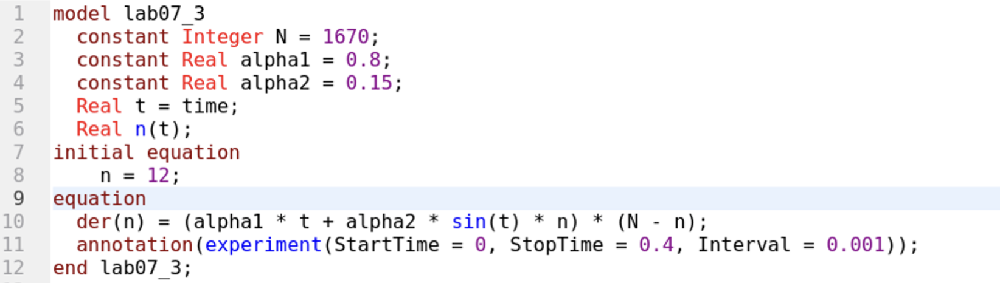 1 model lab07_3
2   constant Integer N = 1670;
3   constant Real alpha1 = 0.8;
4   constant Real alpha2 = 0.15;
5   Real t = time;
6   Real n(t);
7 initial equation
8     n = 12;
9 equation
10   der(n) = (alpha1 * t + alpha2 * sin(t) * n) * (N - n);
11   annotation(experiment(StartTime = 0, StopTime = 0.4, Interval = 0.001));
12 end lab07_3;